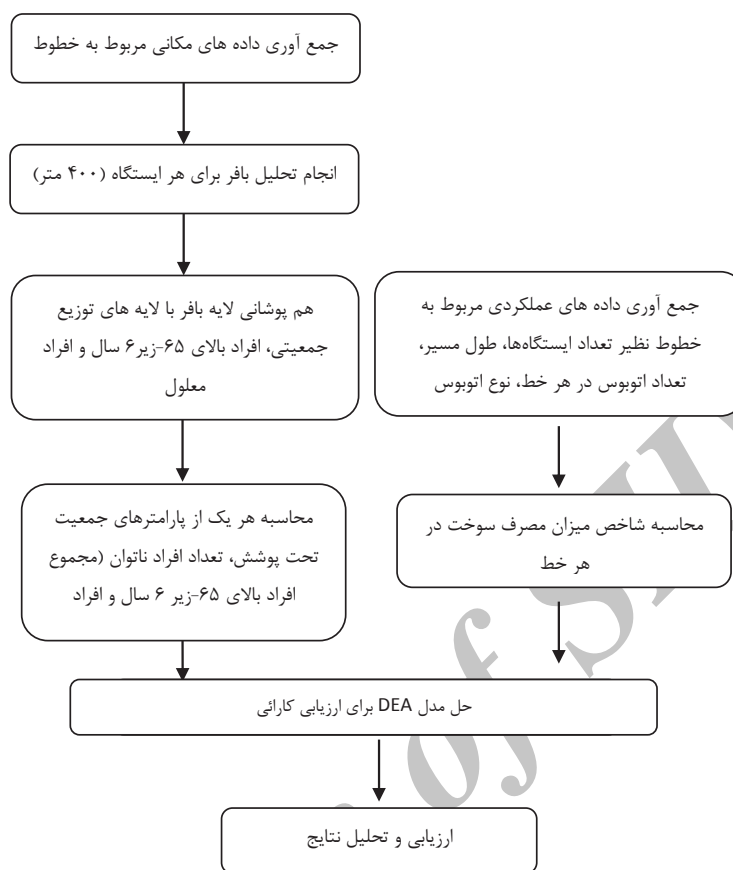 جمع آوری داده های مکانی مربوط به خطوط
انجام تحلیل بافر برای هر ایستگاه (۴۰۰ متر)
هم پوشانی لایه بافر با لایه های توزیع
جمعیتی، افراد بالای ۶۵-زیر۶ سال و افراد
معلول
محاسبه هر یک از پارامترهای جمعیت
تحت پوشش، تعداد افراد ناتوان (مجموع
افراد بالای ۶۵-زیر ۶ سال و افراد
جمع آوری داده های عملکردی مربوط به
خطوط نظیر تعداد ایستگاه‌ها، طول مسیر،
تعداد اتوبوس در هر خط، نوع اتوبوس
محاسبه شاخص میزان مصرف سوخت در
هر خط
حل مدل DEA برای ارزیابی کارائی
ارزیابی و تحلیل نتایج
of SI